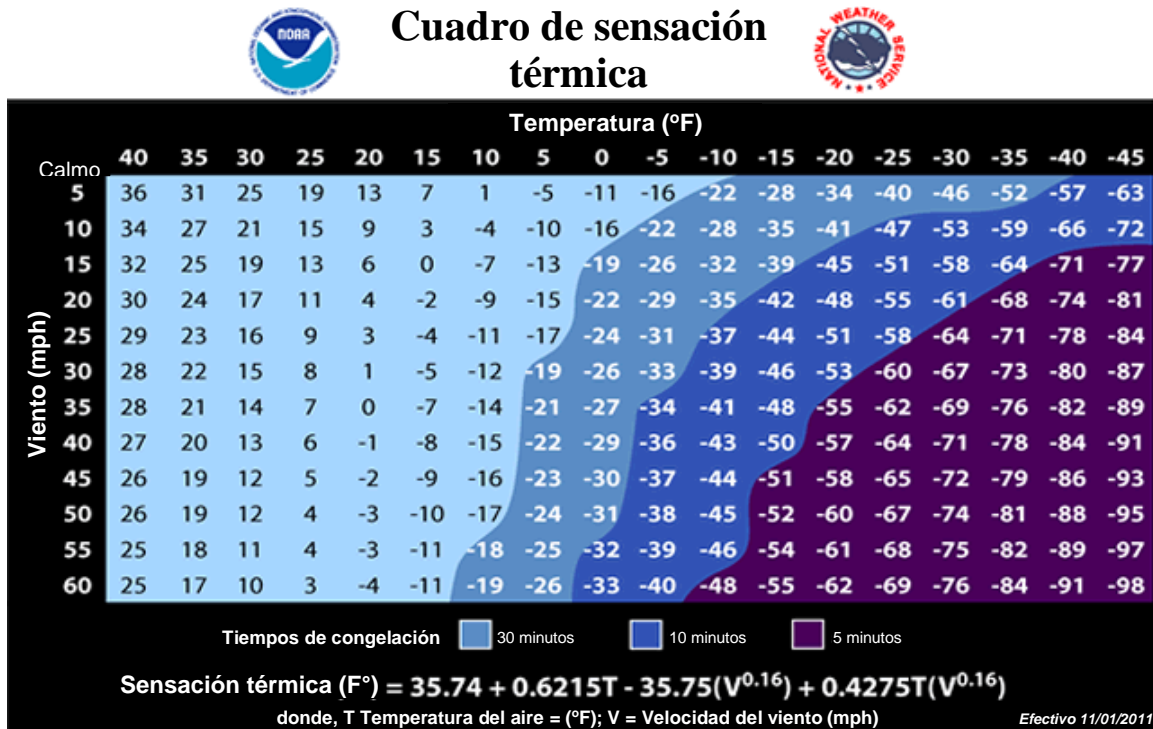 Cuadro de sensación
térmica
NOAA
NATIONAL OCEANIC AND ATMOSPHERIC ADMINISTRATION
U.S. DEPARTMENT OF COMMERCE
NATIONAL WEATHER SERVICE
Temperatura (ºF)
Calmo 40 35 30 25 20 15 10 5 0 -5 -10 -15 -20 -25 -30 -35 -40 -45
5 36 31 25 19 13 7 1 -5 -11 -16 -22 -28 -34 -40 -46 -52 -57 -63
10 34 27 21 15 9 3 -4 -10 -16 -22 -28 -35 -41 -47 -53 -59 -66 -72
15 32 25 19 13 6 0 -7 -13 -19 -26 -32 -39 -45 -51 -58 -64 -71 -77
20 30 24 17 11 4 -2 -9 -15 -22 -29 -35 -42 -48 -55 -61 -68 -74 -81
25 29 23 16 9 3 -4 -11 -17 -24 -31 -37 -44 -51 -58 -64 -71 -78 -84
30 28 22 15 8 1 -5 -12 -19 -26 -33 -39 -46 -53 -60 -67 -73 -80 -87
35 28 21 14 7 0 -7 -14 -21 -27 -34 -41 -48 -55 -62 -69 -76 -82 -89
40 27 20 13 6 -1 -8 -15 -22 -29 -36 -43 -50 -57 -64 -71 -78 -84 -91
45 26 19 12 5 -2 -9 -16 -23 -30 -37 -44 -51 -58 -65 -72 -79 -86 -93
50 26 19 12 4 -3 -10 -17 -24 -31 -38 -45 -52 -60 -67 -74 -81 -88 -95
55 25 18 11 4 -3 -11 -18 -25 -32 -39 -46 -54 -61 -68 -75 -82 -89 -97
60 25 17 10 3 -4 -11 -19 -26 -33 -40 -48 -55 -62 -69 -76 -84 -91 -98
Viento (mph)
Tiempos de congelación 30 minutos 10 minutos 5 minutos
Sensación térmica (F°) = 35.74 + 0.6215T - 35.75(V^0.16) + 0.4275T(V^0.16)
donde, T Temperatura del aire = (ºF); V = Velocidad del viento (mph)
Efectivo 11/01/2011